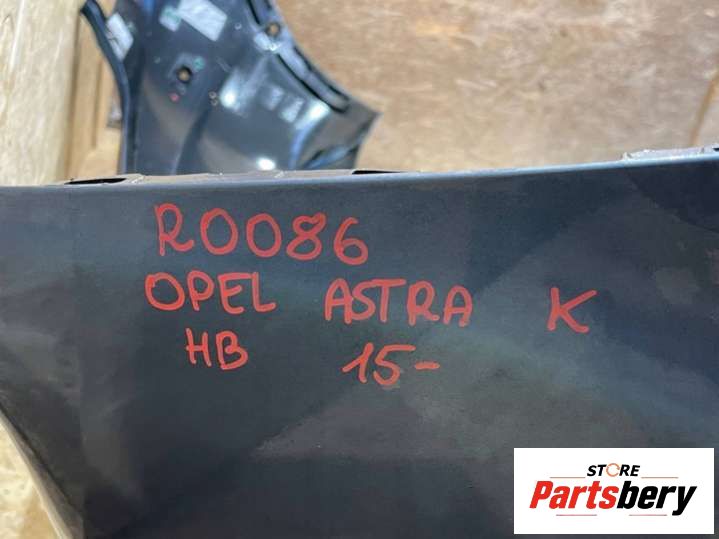 R0086
OPEL ASTRA K
HB 15-
STORE
Partsbery